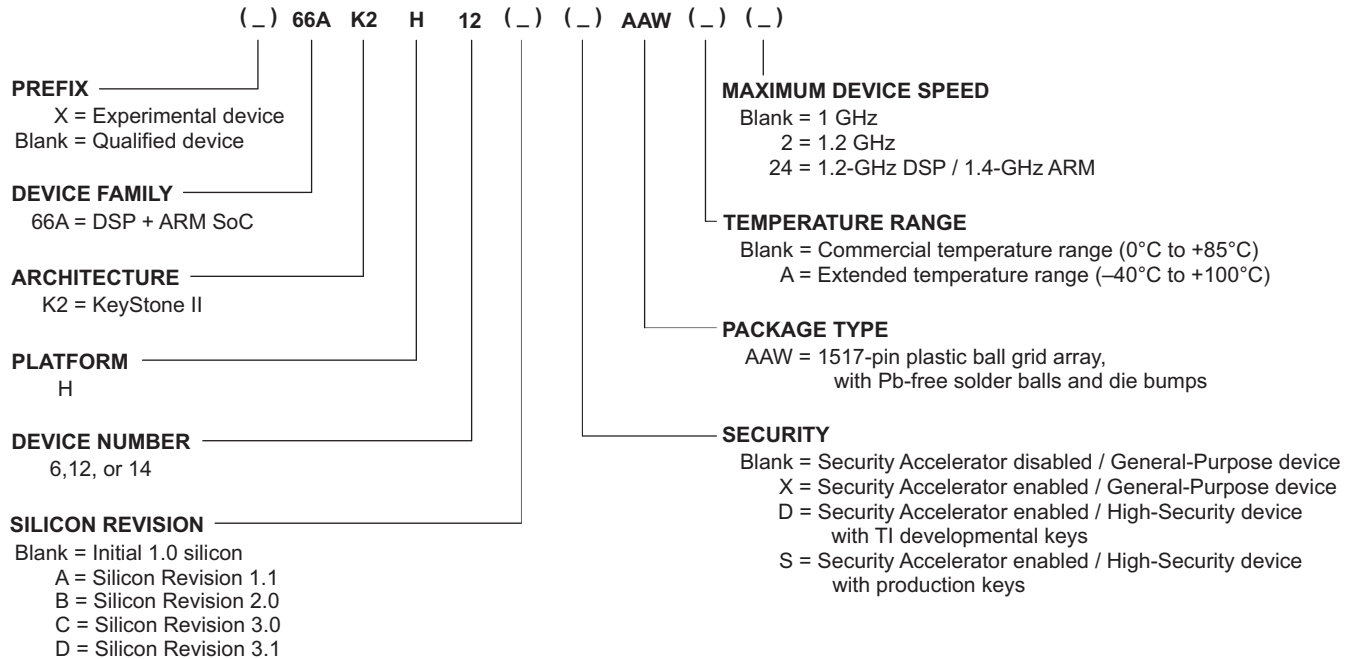 ( _ ) 66A K2 H 12 ( _ ) ( _ ) AAW ( _ ) ( _ )
PREFIX
X = Experimental device
Blank = Qualified device
DEVICE FAMILY
66A = DSP + ARM SoC
ARCHITECTURE
K2 = KeyStone II
PLATFORM
H
DEVICE NUMBER
6,12, or 14
SILICON REVISION
Blank = Initial 1.0 silicon
A = Silicon Revision 1.1
B = Silicon Revision 2.0
C = Silicon Revision 3.0
D = Silicon Revision 3.1
MAXIMUM DEVICE SPEED
Blank = 1 GHz
2 = 1.2 GHz
24 = 1.2-GHz DSP / 1.4-GHz ARM
TEMPERATURE RANGE
Blank = Commercial temperature range (0°C to +85°C)
A = Extended temperature range (–40°C to +100°C)
PACKAGE TYPE
AAW = 1517-pin plastic ball grid array,
with Pb-free solder balls and die bumps
SECURITY
Blank = Security Accelerator disabled / General-Purpose device
X = Security Accelerator enabled / General-Purpose device
D = Security Accelerator enabled / High-Security device
with TI developmental keys
S = Security Accelerator enabled / High-Security device
with production keys